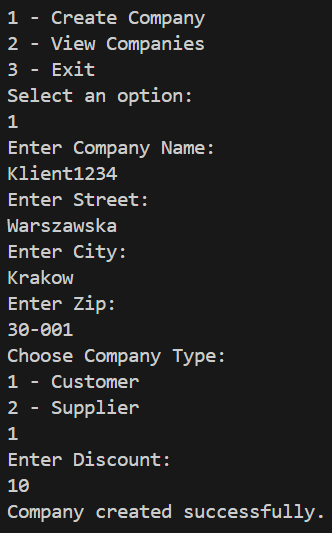 1 - Create Company
2 - View Companies
3 - Exit
Select an option:
1
Enter Company Name:
Klient1234
Enter Street:
Warszawska
Enter City:
Krakow
Enter Zip:
30-001
Choose Company Type:
1 - Customer
2 - Supplier
1
Enter Discount:
10
Company created successfully.